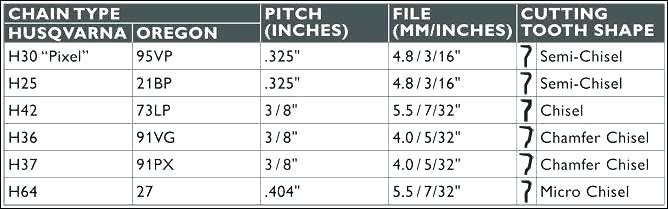 CHAIN TYPE PITCH (INCHES) FILE (MM/INCHES) CUTTING TOOTH SHAPE
HUSQVARNA OREGON
H30 “Pixel” 95VP .325" 4.8 / 3/16" Semi-Chisel
H25 21BP .325" 4.8 / 3/16" Semi-Chisel
H42 73LP 3 / 8" 5.5 / 7/32" Chisel
H36 91VG 3 / 8" 4.0 / 5/32" Chamfer Chisel
H37 91PX 3 / 8" 4.0 / 5/32" Chamfer Chisel
H64 27 .404" 5.5 / 7/32" Micro Chisel